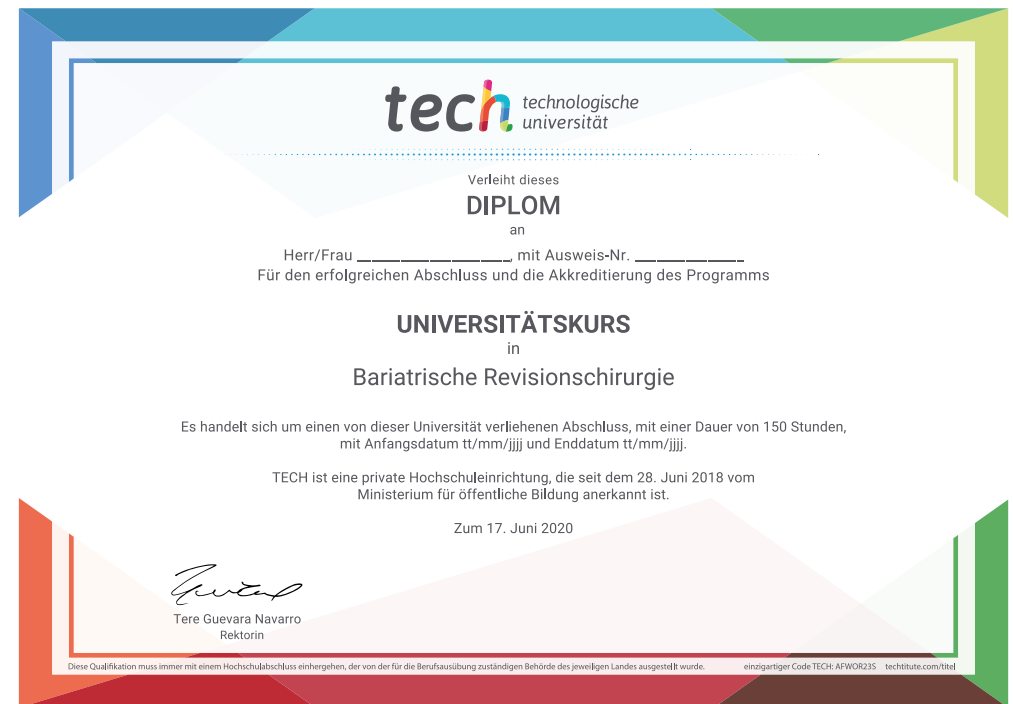 tech technologische
universität
Verleiht dieses
DIPLOM
an
Herr/Frau ____________________, mit Ausweis-Nr. ______________
Für den erfolgreichen Abschluss und die Akkreditierung des Programms
UNIVERSITÄTSKURS
in
Bariatrische Revisionschirurgie
Es handelt sich um einen von dieser Universität verliehenen Abschluss, mit einer Dauer von 150 Stunden,
mit Anfangsdatum tt/mm/jjjj und Enddatum tt/mm/jjjj.
TECH ist eine private Hochschuleinrichtung, die seit dem 28. Juni 2018 vom
Ministerium für öffentliche Bildung anerkannt ist.
Zum 17. Juni 2020
Tere Guevara Navarro
Rektorin
Diese Qualifikation muss immer mit einem Hochschulabschluss einhergehen, der von der für die Berufsausübung zuständigen Behörde des jeweiligen Landes ausgestellt wurde. einzigartiger Code TECH: AFWOR23S techtitute.com/titel